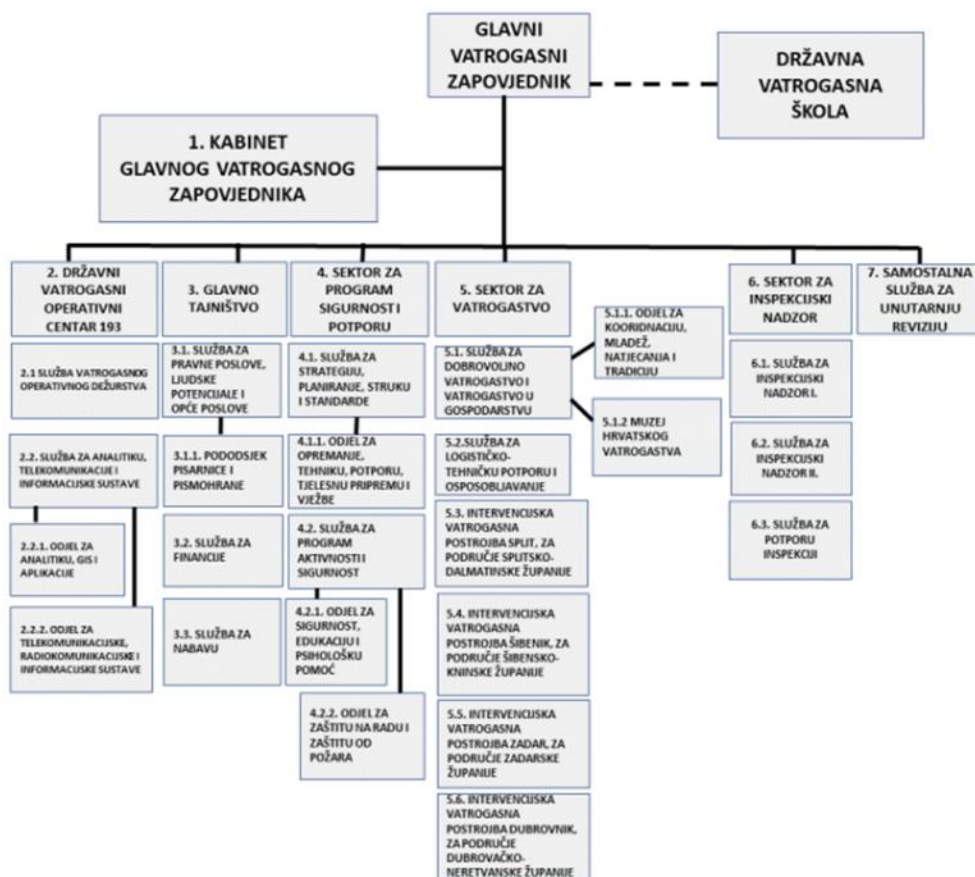 GLAVNI
VATROGASNI
ZAPOVJEDNIK
DRŽAVNA
VATROGASNA
ŠKOLA
1. KABINET
GLAVNOG VATROGASNOG
ZAPOVJEDNIKA
2. DRŽAVNI
VATROGASNI
OPERATIVNI
CENTAR 193
2.1 SLUŽBA VATROGASNOG
OPERATIVNOG DEŽURSTVA
2.2. SLUŽBA ZA ANALITIKU,
TELEKOMUNIKACIJE I
INFORMACIJSKE SUSTAVE
2.2.1. ODJEL ZA
ANALITIKU, GIS I
APLIKACIJE
2.2.2. ODJEL ZA
TELEKOMUNIKACIJSKE,
RADIOKOMUNIKACIJSKE I
INFORMACIJSKE SUSTAVE
3. GLAVNO
TAJNIŠTVO
3.1. SLUŽBA ZA
PRAVNE POSLOVE,
LJUDSKE
POTENCIJALE I
OPĆE POSLOVE
3.1.1. PODODSJEK
PISARNICE I
PISMOHRANE
3.2. SLUŽBA ZA
FINANCIJE
3.3. SLUŽBA ZA
NABAVU
4. SEKTOR ZA
PROGRAM
SIGURNOST I
POTPORU
4.1. SLUŽBA ZA
STRATEGIJU,
PLANIRANJE, STRUKU
I STANDARDE
4.1.1. ODJEL ZA
OPREMANJE,
TEHNIKU, POTPORU,
TJELESNU PRIPREMU I
VJEŽBE
4.2. SLUŽBA ZA
PROGRAM
AKTIVNOSTI I
SIGURNOST
4.2.1. ODJEL ZA
SIGURNOST,
EDUKACIJU I
PSIHOLOŠKU
POMOĆ
4.2.2. ODJEL ZA
ZAŠTITU NA RADU I
ZAŠTITU OD
POŽARA
5. SEKTOR ZA
VATROGASTVO
5.1. SLUŽBA ZA
DOBROVOLJNO
VATROGASTVO I
VATROGASTVO U
GOSPODARSTVU
5.1.1. ODJEL ZA
KOORIDNACIJU,
MLADEŽ,
NATJECANJA I
TRADICIJU
5.1.2 MUZEJ
HRVATSKOG
VATROGASTVA
5.2.SLUŽBA ZA
LOGISTIČKO-
TEHNIČKU POTPORU I
OSPOSOBLJAVANJE
5.3. INTERVENCIJSKA
VATROGASNA
POSTROJBA SPLIT, ZA
PODRUČJE SPLITSKO-
DALMATINSKE ŽUPANIJE
5.4. INTERVENCIJSKA
VATROGASNA
POSTROJBA ŠIBENIK, ZA
PODRUČJE ŠIBENSKO-
KNINSKE ŽUPANIJE
5.5. INTERVENCIJSKA
VATROGASNA
POSTROJBA ZADAR, ZA
PODRUČJE ZADARSKE
ŽUPANIJE
5.6. INTERVENCIJSKA
VATROGASNA
POSTROJBA DUBROVNIK,
ZA PODRUČJE
DUBROVAČKO-
NERETVANSKE ŽUPANIJE
6. SEKTOR ZA
INSPEKCIJSKI
NADZOR
6.1. SLUŽBA ZA
INSPEKCIJSKI
NADZOR I.
6.2. SLUŽBA ZA
INSPEKCIJSKI
NADZOR II.
6.3. SLUŽBA ZA
POTPORU
INSPEKCIJI
7. SAMOSTALNA
SLUŽBA ZA
UNUTARNJU
REVIZIJU